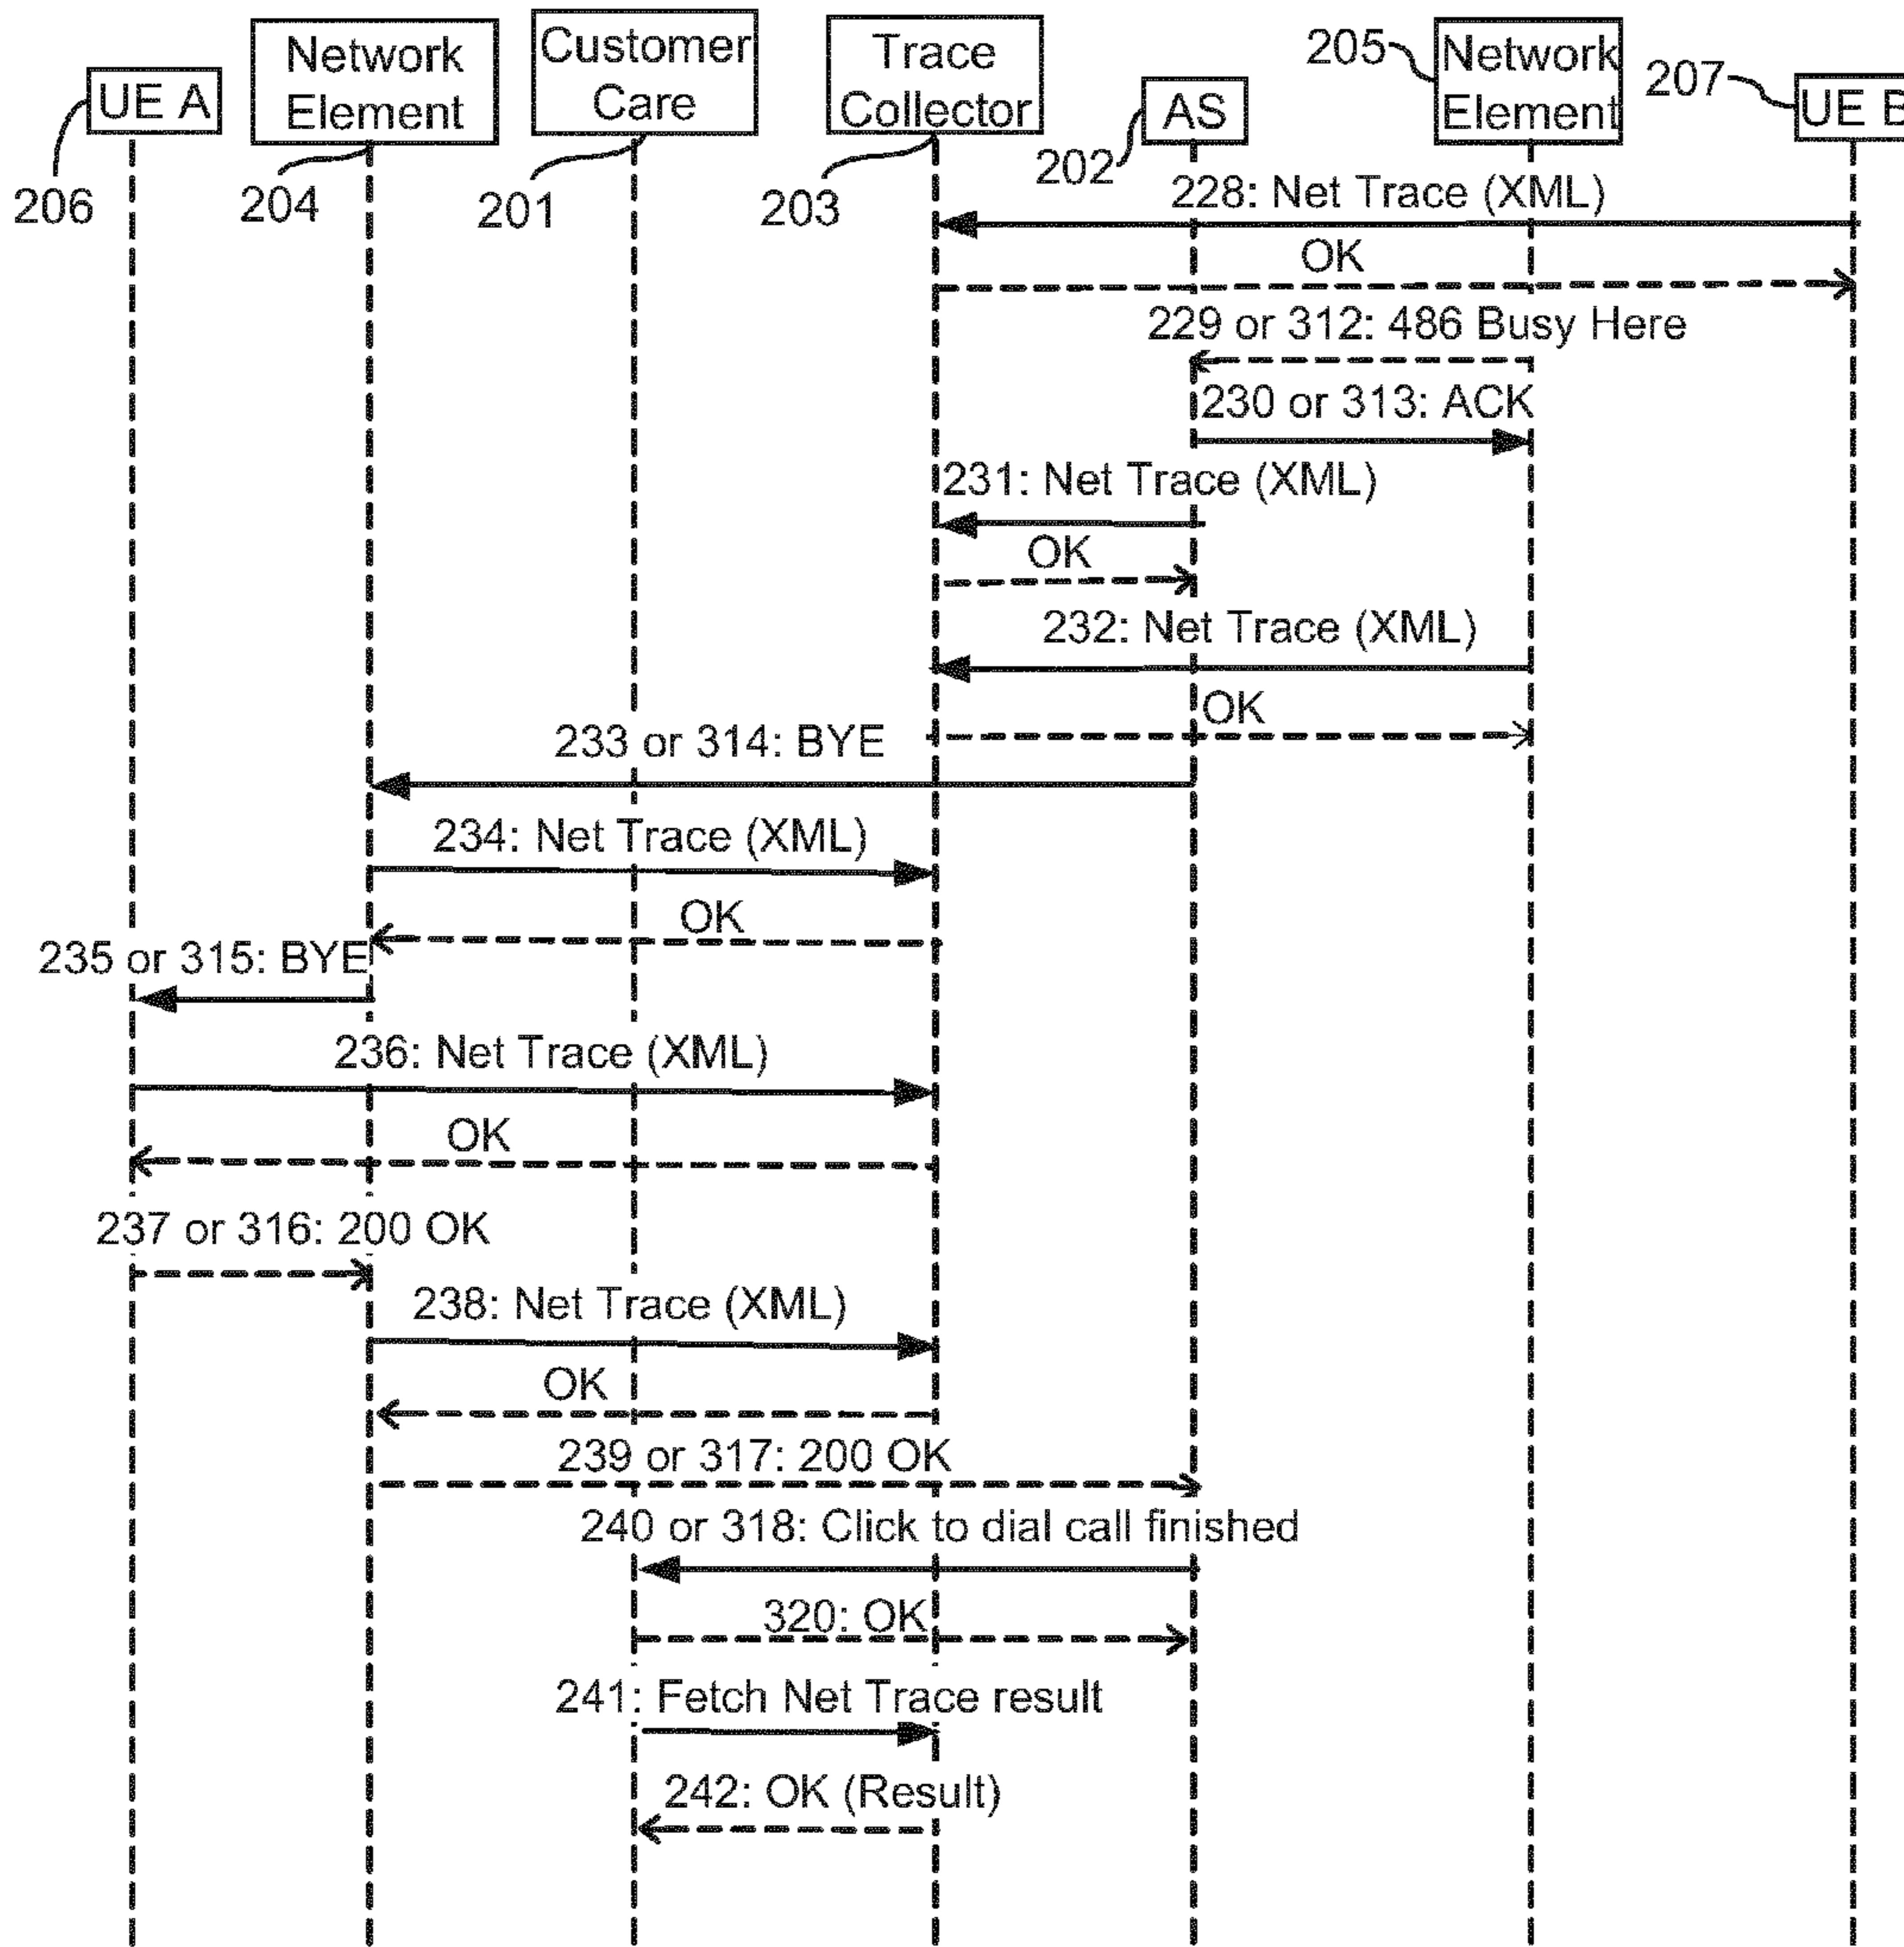 UE A
Network
Element
Customer
Care
Trace
Collector
AS
Network
Element
UE B
206
204
201
203
202
205
207
228: Net Trace (XML)
OK
229 or 312: 486 Busy Here
230 or 313: ACK
231: Net Trace (XML)
OK
232: Net Trace (XML)
OK
233 or 314: BYE
234: Net Trace (XML)
OK
235 or 315: BYE
236: Net Trace (XML)
OK
237 or 316: 200 OK
238: Net Trace (XML)
OK
239 or 317: 200 OK
240 or 318: Click to dial call finished
320: OK
241: Fetch Net Trace result
242: OK (Result)